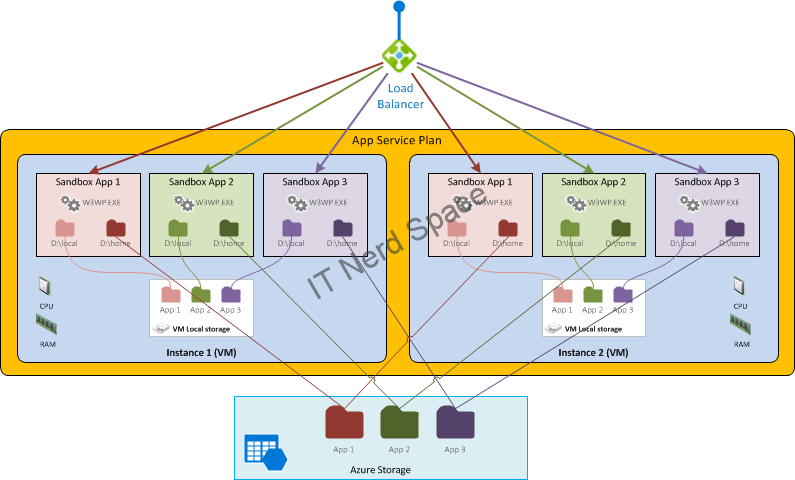 Load
Balancer
App Service Plan
Sandbox App 1
W3WP.EXE
D:\local
D:\home
Sandbox App 2
W3WP.EXE
D:\local
D:\home
Sandbox App 3
W3WP.EXE
D:\local
D:\home
CPU
RAM
App 1
App 2
App 3
VM Local storage
Instance 1 (VM)
Sandbox App 1
W3WP.EXE
D:\local
D:\home
Sandbox App 2
W3WP.EXE
D:\local
D:\home
Sandbox App 3
W3WP.EXE
D:\local
D:\home
App 1
App 2
App 3
VM Local storage
CPU
RAM
Instance 2 (VM)
IT Nerd Space
App 1
App 2
App 3
Azure Storage